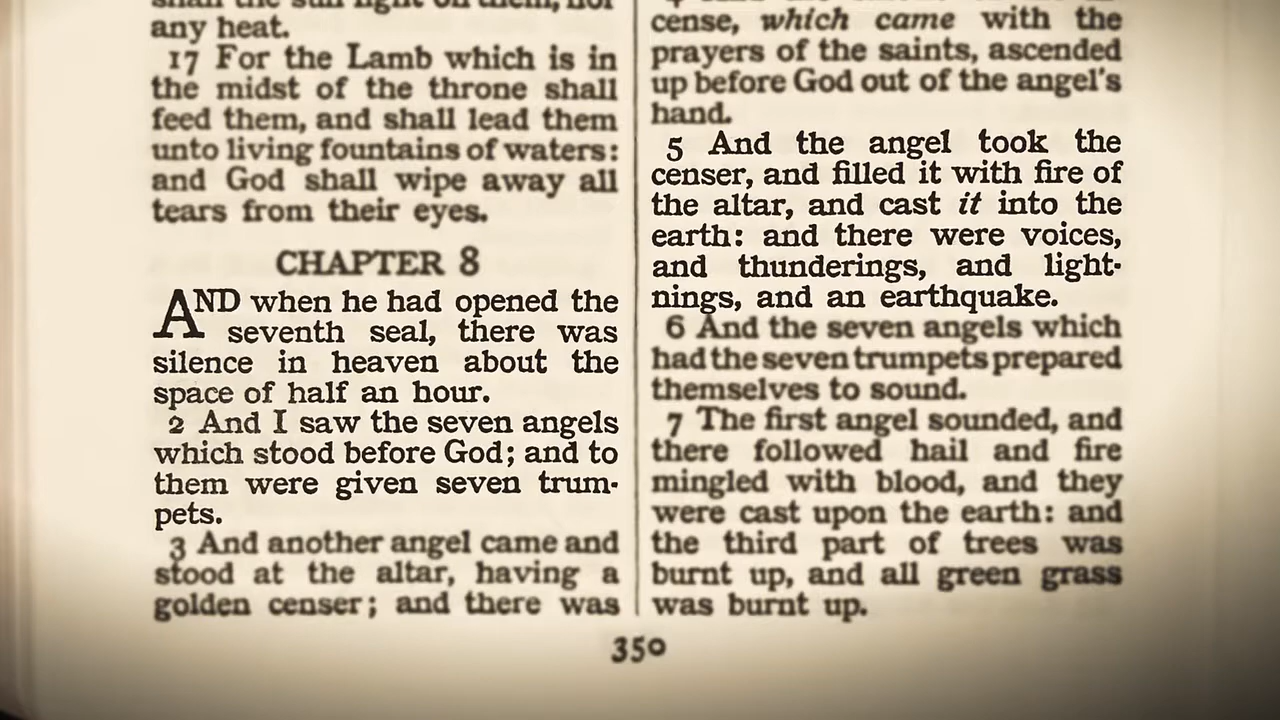 shall the sun light on them, nor
any heat.
17 For the Lamb which is in
the midst of the throne shall
feed them, and shall lead them
unto living fountains of waters:
and God shall wipe away all
tears from their eyes.
CHAPTER 8
AND when he had opened the
seventh seal, there was
silence in heaven about the
space of half an hour.
2 And I saw the seven angels
which stood before God; and to
them were given seven trum-
pets.
3 And another angel came and
stood at the altar, having a
golden censer; and there was
cense, which came with the
prayers of the saints, ascended
up before God out of the angel's
hand.
5 And the angel took the
censer, and filled it with fire of
the altar, and cast it into the
earth: and there were voices,
and thunderings, and light-
nings, and an earthquake.
6 And the seven angels which
had the seven trumpets prepared
themselves to sound.
7 The first angel sounded, and
there followed hail and fire
mingled with blood, and they
were cast upon the earth: and
the third part of trees was
burnt up, and all green grass
was burnt up.
350